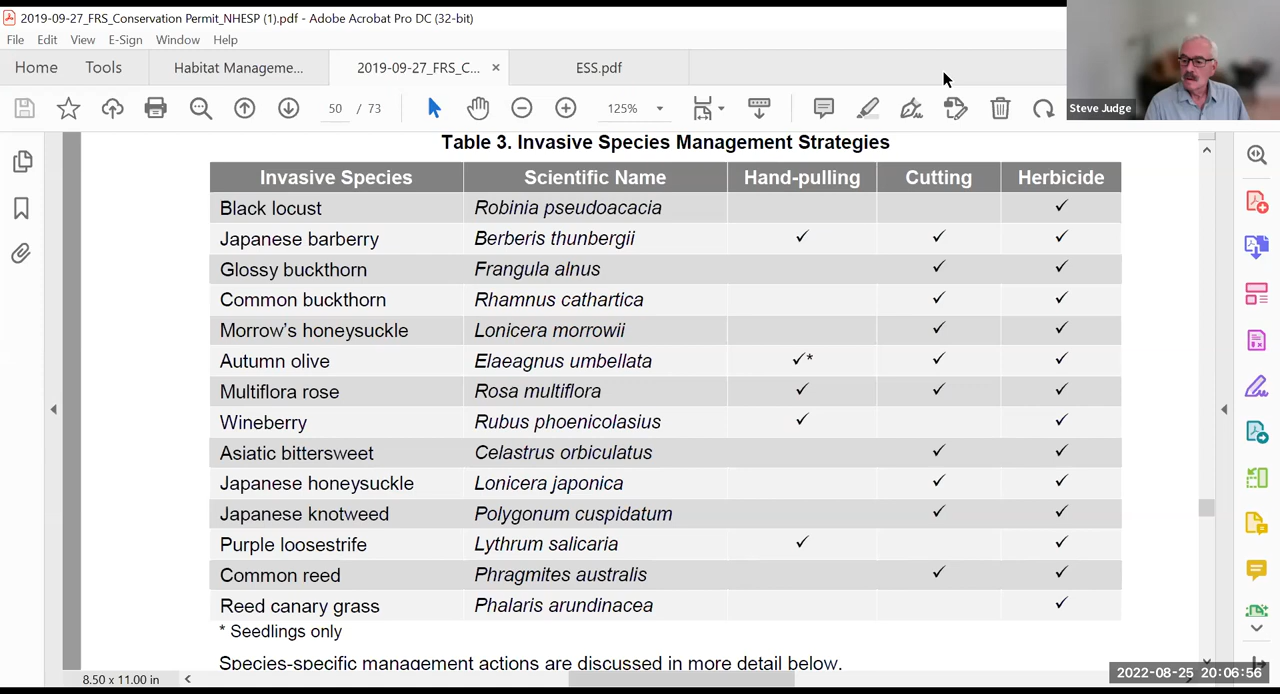 2019-09-27_FRS_Conservation Permit_NHESP (1).pdf - Adobe Acrobat Pro DC (32-bit)
File Edit View E-Sign Window Help
Home Tools Habitat Manageme... 2019-09-27_FRS_C... × ESS.pdf
50 / 73 125%
Steve Judge
Table 3. Invasive Species Management Strategies
Invasive Species Scientific Name Hand-pulling Cutting Herbicide
Black locust Robinia pseudoacacia ✓
Japanese barberry Berberis thunbergii ✓ ✓ ✓
Glossy buckthorn Frangula alnus ✓ ✓
Common buckthorn Rhamnus cathartica ✓ ✓
Morrow's honeysuckle Lonicera morrowii ✓ ✓
Autumn olive Elaeagnus umbellata ✓* ✓ ✓
Multiflora rose Rosa multiflora ✓ ✓ ✓
Wineberry Rubus phoenicolasius ✓ ✓
Asiatic bittersweet Celastrus orbiculatus ✓ ✓
Japanese honeysuckle Lonicera japonica ✓ ✓
Japanese knotweed Polygonum cuspidatum ✓ ✓
Purple loosestrife Lythrum salicaria ✓ ✓
Common reed Phragmites australis ✓ ✓
Reed canary grass Phalaris arundinacea ✓
* Seedlings only
Species-specific management actions are discussed in more detail below.
8.50 x 11.00 in
2022-08-25 20:06:56